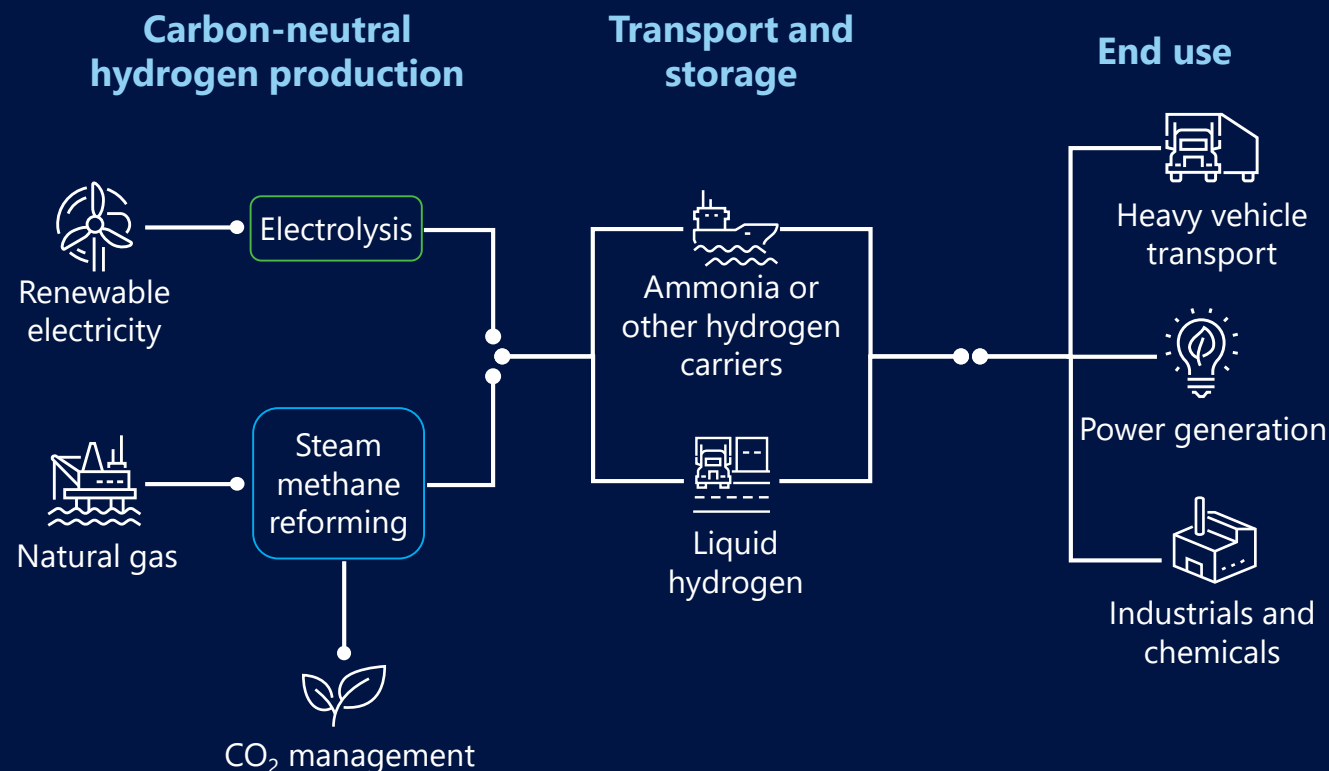 Carbon-neutral
hydrogen production
Transport and
storage
End use
Renewable
electricity
Electrolysis
Natural gas
Steam
methane
reforming
CO₂ management
Ammonia or
other hydrogen
carriers
Liquid
hydrogen
Heavy vehicle
transport
Power generation
Industrials and
chemicals